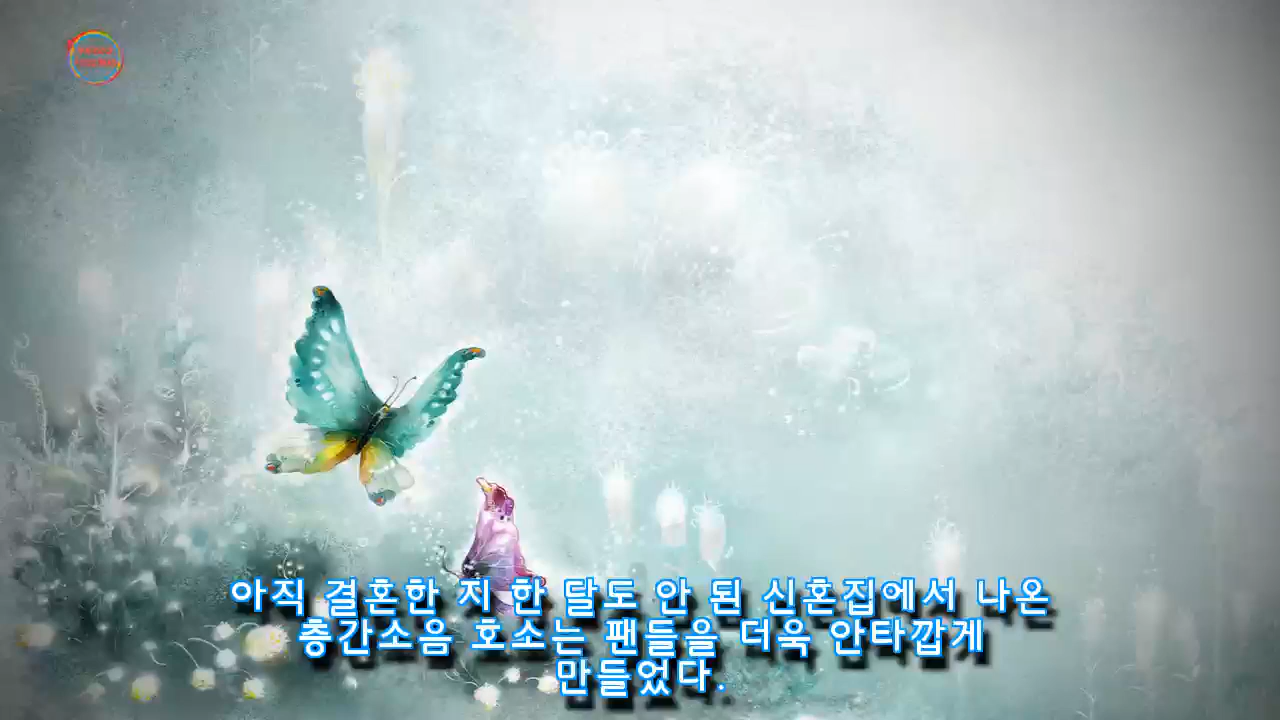 아직 결혼한 지 한 달도 안 된 신혼집에서 나온
층간소음 호소는 팬들을 더욱 안타깝게
만들었다.